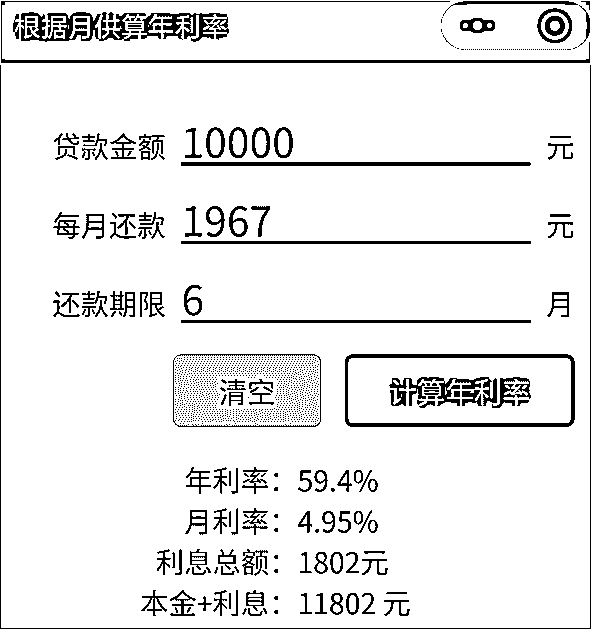 根据月供算年利率
贷款金额 10000 元
每月还款 1967 元
还款期限 6 月
清空 计算年利率
年利率：59.4%
月利率：4.95%
利息总额：1802元
本金+利息：11802 元